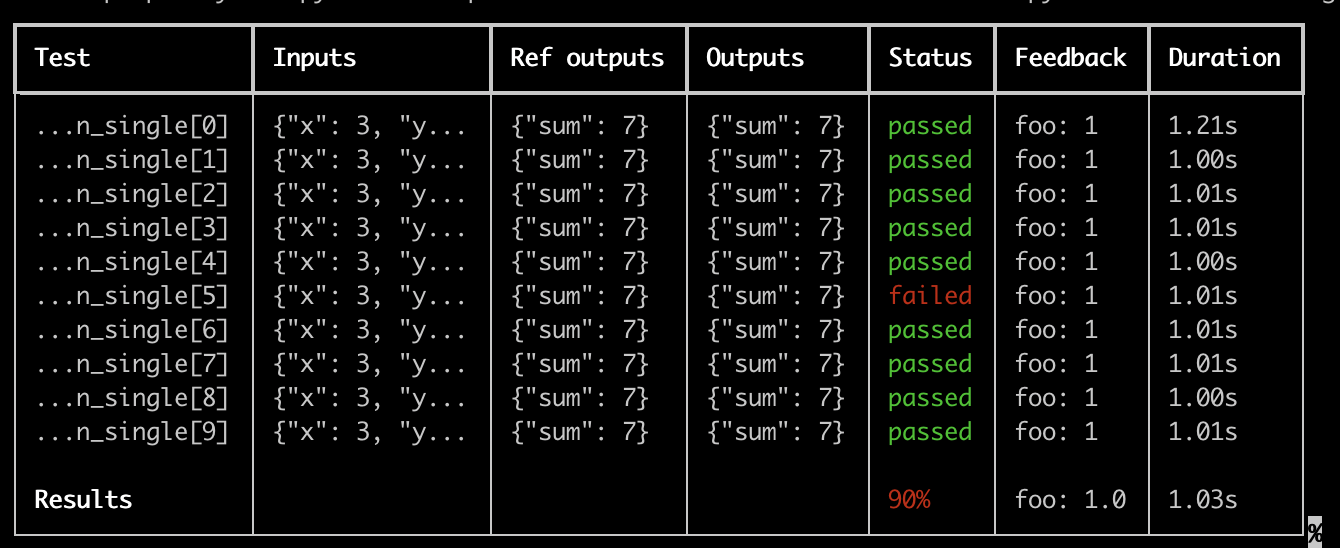 Test Inputs Ref outputs Outputs Status Feedback Duration
...n_single[0] {"x": 3, "y... {"sum": 7} {"sum": 7} passed foo: 1 1.21s
...n_single[1] {"x": 3, "y... {"sum": 7} {"sum": 7} passed foo: 1 1.00s
...n_single[2] {"x": 3, "y... {"sum": 7} {"sum": 7} passed foo: 1 1.01s
...n_single[3] {"x": 3, "y... {"sum": 7} {"sum": 7} passed foo: 1 1.01s
...n_single[4] {"x": 3, "y... {"sum": 7} {"sum": 7} passed foo: 1 1.00s
...n_single[5] {"x": 3, "y... {"sum": 7} {"sum": 7} failed foo: 1 1.01s
...n_single[6] {"x": 3, "y... {"sum": 7} {"sum": 7} passed foo: 1 1.01s
...n_single[7] {"x": 3, "y... {"sum": 7} {"sum": 7} passed foo: 1 1.01s
...n_single[8] {"x": 3, "y... {"sum": 7} {"sum": 7} passed foo: 1 1.00s
...n_single[9] {"x": 3, "y... {"sum": 7} {"sum": 7} passed foo: 1 1.01s
Results 90% foo: 1.0 1.03s
%